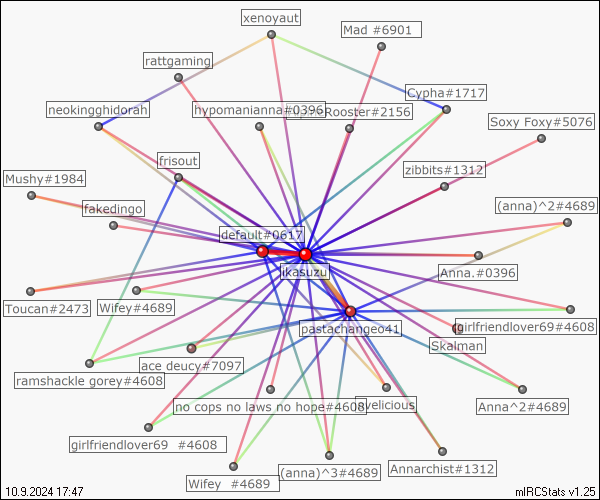 xenoyaut
Mad #6901
rattgaming
Cypha#1717
neokingghidorah
hypomanianna#0396
Rooster#2156
Soxy Foxy#5076
frisout
zibbits#1312
Mushy#1984
fakedingo
(anna)^2#4689
default#0617
jikasuzu
Anna.#0396
Toucan#2473
Wifey#4689
pastachange041
girlfriendlover69#4608
Skalman
ace deucy#7097
ramshackle gorey#4608
no cops no laws no hope#4608
velicious
Anna^2#4689
girlfriendlover69 #4608
(anna)^3#4689
Annarchist#1312
Wifey #4689
10.9.2024 17:47
mIRCStats v1.25